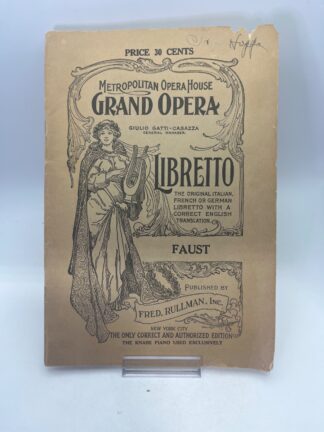 PRICE 30 CENTS
METROPOLITAN OPERA HOUSE
GRAND OPERA
GIULIO GATTI-CASAZZA
GENERAL MANAGER.
LIBRETTO
THE ORIGINAL ITALIAN,
FRENCH OR GERMAN
LIBRETTO WITH A
CORRECT ENGLISH
TRANSLATION.
FAUST
PUBLISHED BY
FRED. RULLMAN, INC.
NEW YORK CITY
THE ONLY CORRECT AND AUTHORIZED EDITION
THE KNABE PIANO USED EXCLUSIVELY